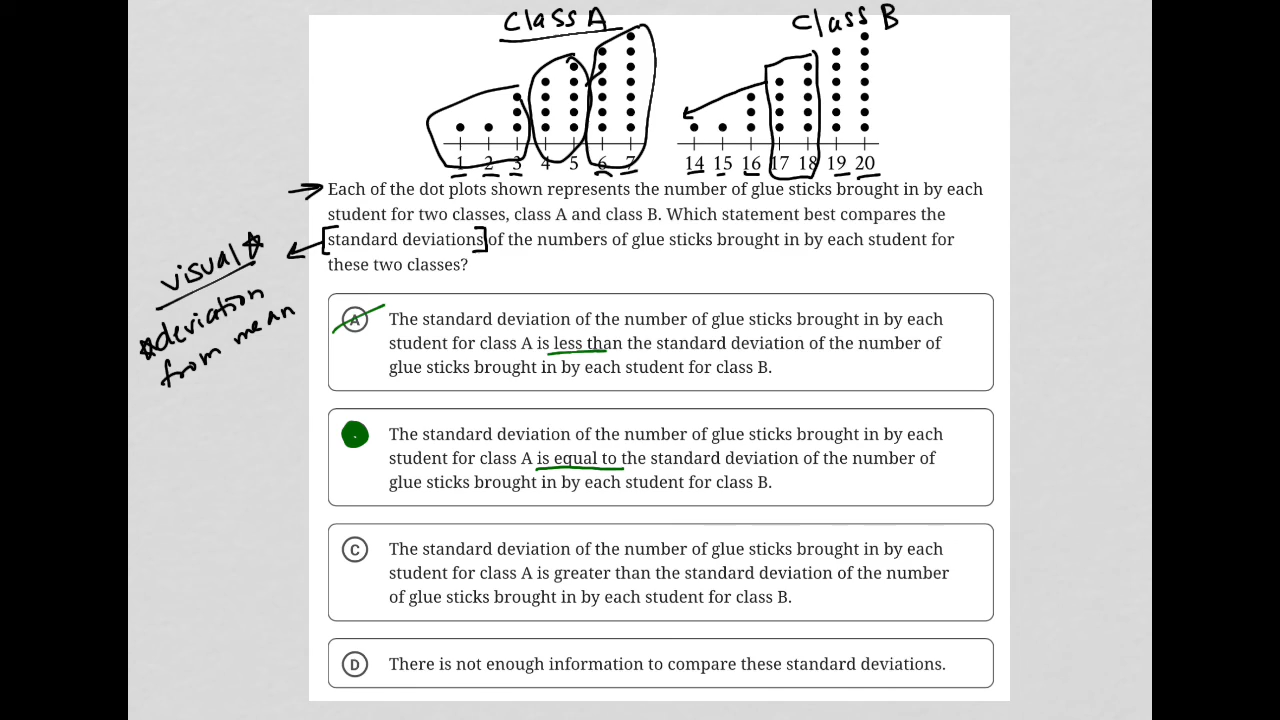 Class A
Class B
1 2 3 4 5 6 7
14 15 16 17 18 19 20
Each of the dot plots shown represents the number of glue sticks brought in by each
student for two classes, class A and class B. Which statement best compares the
standard deviations of the numbers of glue sticks brought in by each student for
these two classes?
visual
deviation
from mean
A
The standard deviation of the number of glue sticks brought in by each
student for class A is less than the standard deviation of the number of
glue sticks brought in by each student for class B.
The standard deviation of the number of glue sticks brought in by each
student for class A is equal to the standard deviation of the number of
glue sticks brought in by each student for class B.
C
The standard deviation of the number of glue sticks brought in by each
student for class A is greater than the standard deviation of the number
of glue sticks brought in by each student for class B.
D
There is not enough information to compare these standard deviations.